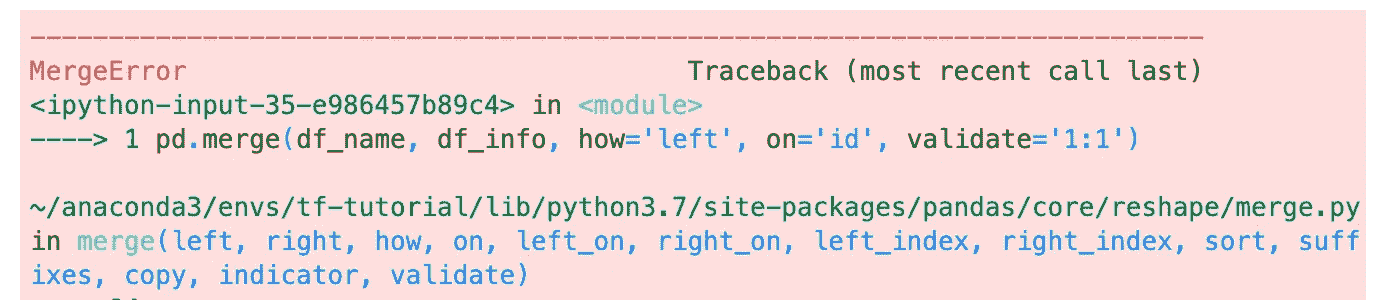 ---------------------------------------------------------------------------
MergeError                                Traceback (most recent call last)
<ipython-input-35-e986457b89c4> in <module>
----> 1 pd.merge(df_name, df_info, how='left', on='id', validate='1:1')

~/anaconda3/envs/tf-tutorial/lib/python3.7/site-packages/pandas/core/reshape/merge.py
in merge(left, right, how, on, left_on, right_on, left_index, right_index, sort, suff
ixes, copy, indicator, validate)